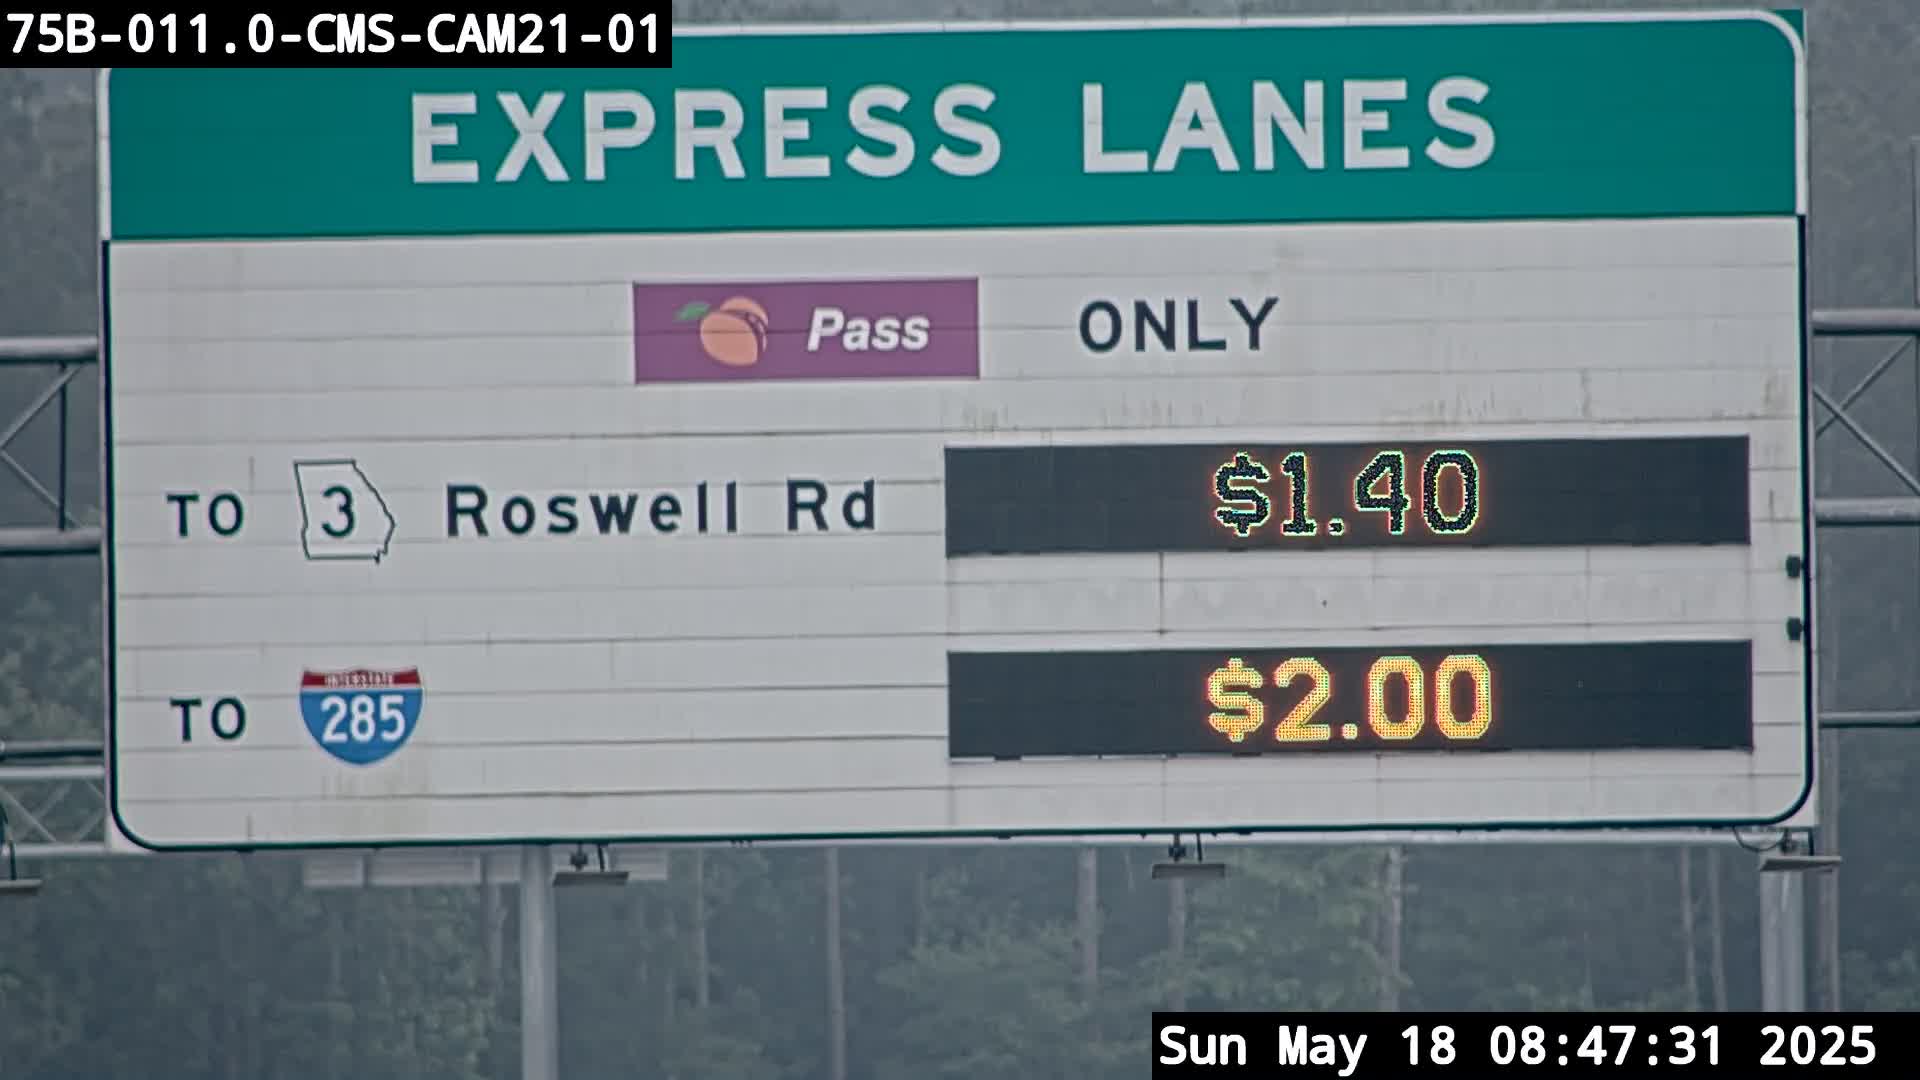 75B-011.0-CMS-CAM21-01
EXPRESS LANES
Pass ONLY
TO 3 Roswell Rd $1.40
INTERSTATE
TO 285 $2.00
Sun May 18 08:47:31 2025